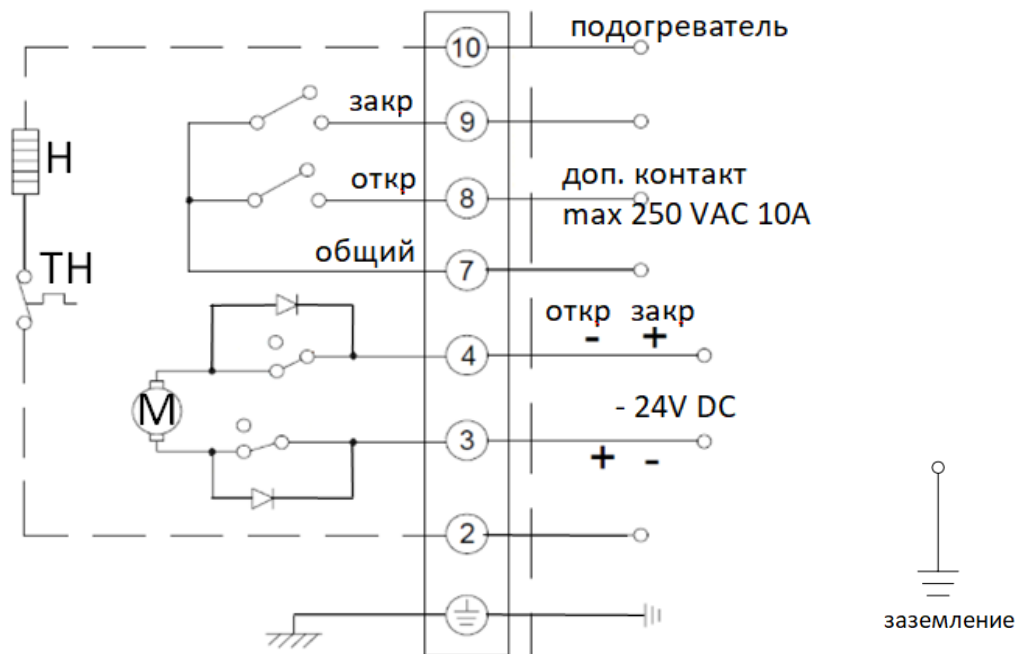 10 подогреватель
закр 9
H
откр 8 доп. контакт
max 250 VAC 10A
TH общий 7
откр закр
4 - +
M - 24V DC
3 + -
2
заземление